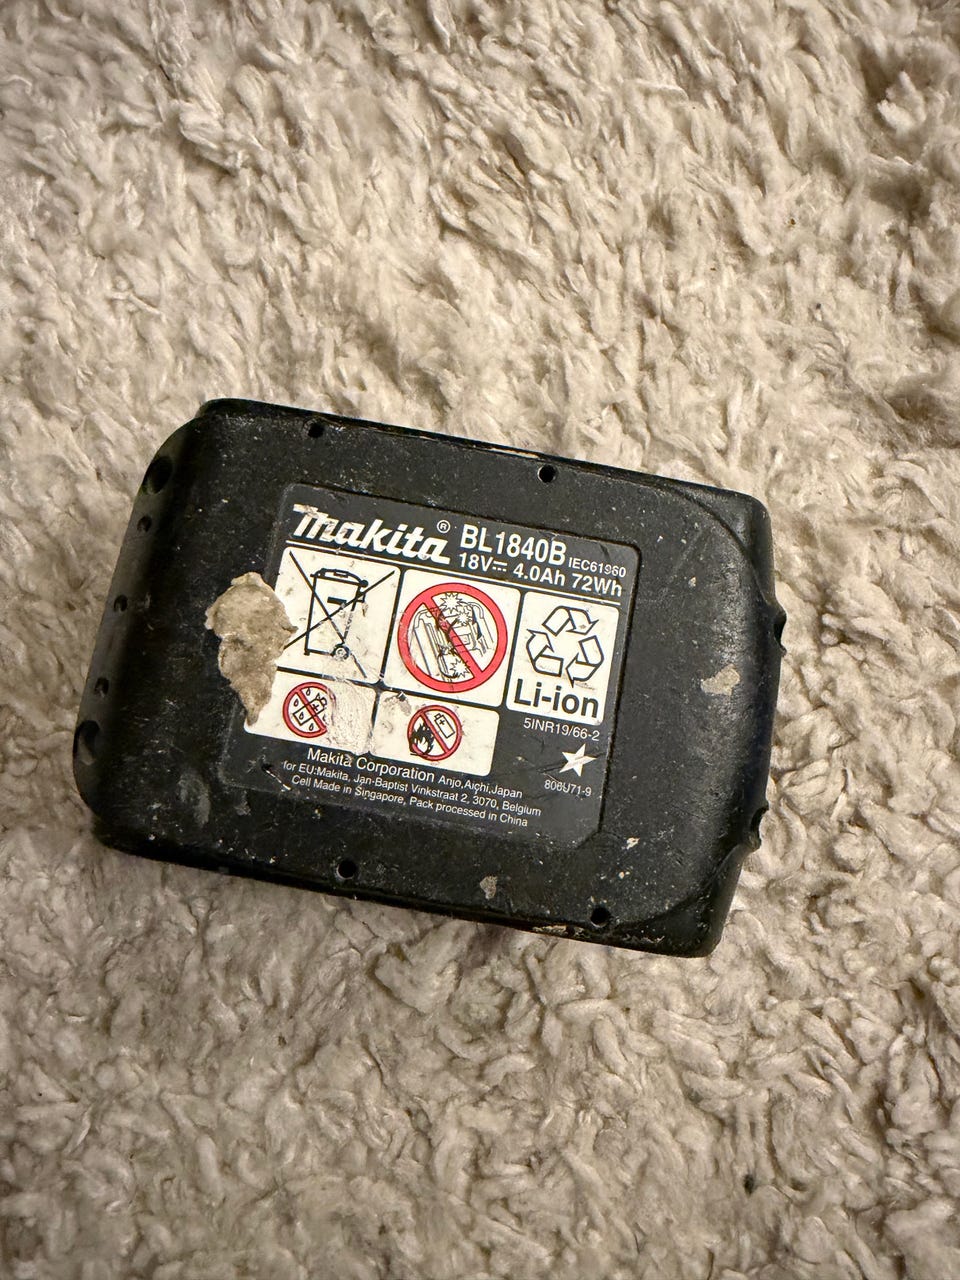 makita® BL1840B IEC61960
18V⎓ 4.0Ah 72Wh
Li-ion
5INR19/66-2
Makita Corporation Anjo,Aichi,Japan
for EU:Makita, Jan-Baptist Vinkstraat 2, 3070, Belgium
Cell Made in Singapore, Pack processed in China
806U71-9